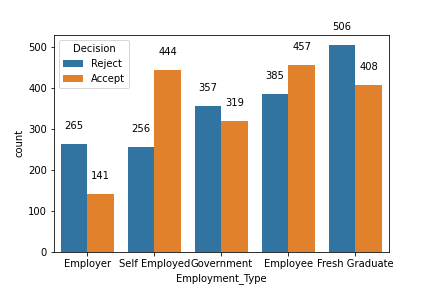 506
500
Decision
Reject
Accept
444
457
408
400
357
385
319
300
265
256
200
141
100
0
count
Employer
Self Employed
Government
Employee
Fresh Graduate
Employment_Type